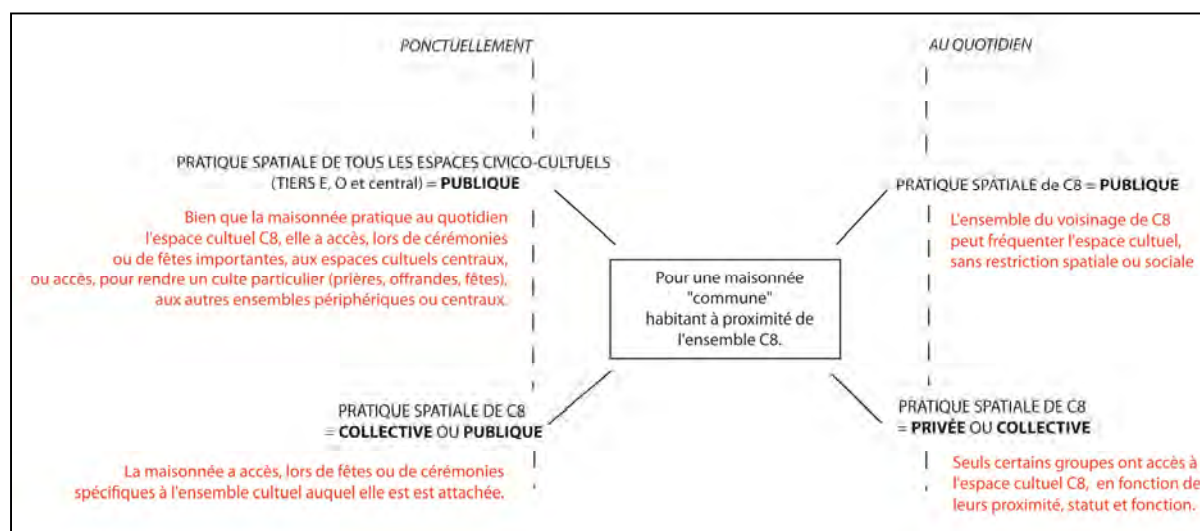 PONCTUELLEMENT
AU QUOTIDIEN
PRATIQUE SPATIALE DE TOUS LES ESPACES CIVICO-CULTUELS
(TIERS E, O et central) = PUBLIQUE
Bien que la maisonnée pratique au quotidien
l'espace cultuel C8, elle a accès, lors de cérémonies
ou de fêtes importantes, aux espaces cultuels centraux,
ou accès, pour rendre un culte particulier (prières, offrandes, fêtes),
aux autres ensembles périphériques ou centraux.
PRATIQUE SPATIALE de C8 = PUBLIQUE
L'ensemble du voisinage de C8
peut fréquenter l'espace cultuel,
sans restriction spatiale ou sociale
Pour une maisonnée
"commune"
habitant à proximité de
l'ensemble C8.
PRATIQUE SPATIALE DE C8
= COLLECTIVE OU PUBLIQUE
La maisonnée a accès, lors de fêtes ou de cérémonies
spécifiques à l'ensemble cultuel auquel elle est est attachée.
PRATIQUE SPATIALE DE C8
= PRIVÉE OU COLLECTIVE
Seuls certains groupes ont accès à
l'espace cultuel C8, en fonction de
leurs proximité, statut et fonction.